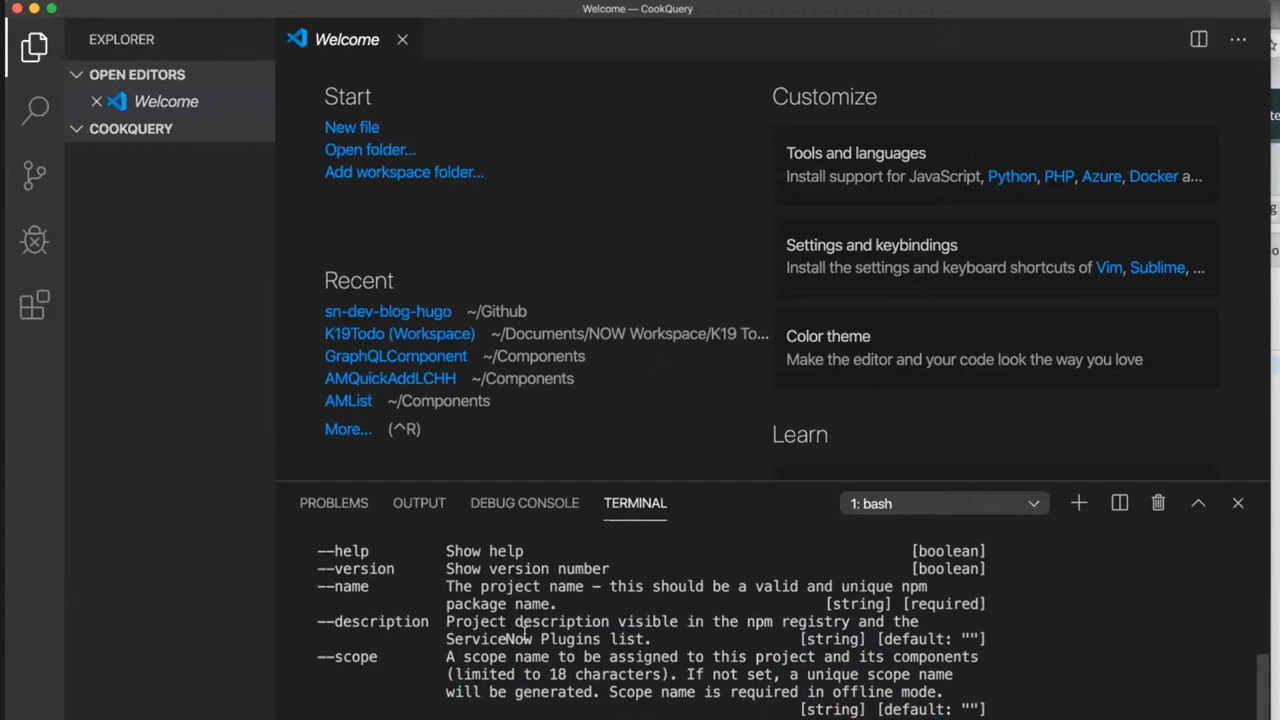 Welcome — CookQuery
EXPLORER
OPEN EDITORS
Welcome
COOKQUERY
Welcome
Start
New file
Open folder...
Add workspace folder...
Recent
sn-dev-blog-hugo ~/Github
K19Todo (Workspace) ~/Documents/NOW Workspace/K19 To...
GraphQLComponent ~/Components
AMQuickAddLCHH ~/Components
AMList ~/Components
More... (^R)
Customize
Tools and languages
Install support for JavaScript, Python, PHP, Azure, Docker a...
Settings and keybindings
Install the settings and keyboard shortcuts of Vim, Sublime, ...
Color theme
Make the editor and your code look the way you love
Learn
PROBLEMS OUTPUT DEBUG CONSOLE TERMINAL 1: bash
--help Show help [boolean]
--version Show version number [boolean]
--name The project name - this should be a valid and unique npm
package name. [string] [required]
--description Project description visible in the npm registry and the
ServiceNow Plugins list. [string] [default: ""]
--scope A scope name to be assigned to this project and its components
(limited to 18 characters). If not set, a unique scope name
will be generated. Scope name is required in offline mode.
[string] [default: ""]